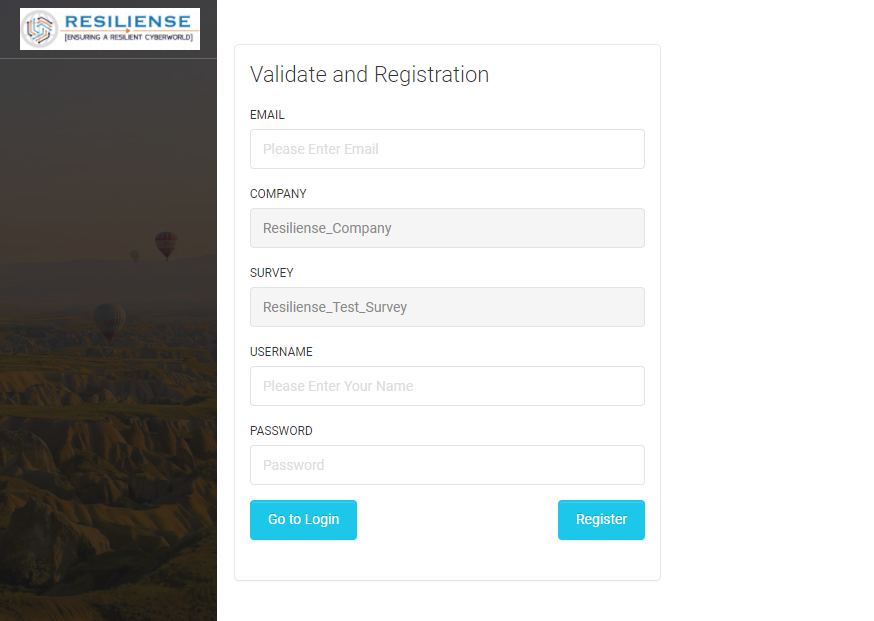 RESILIENSE
[ENSURING A RESILIENT CYBERWORLD]
Validate and Registration
EMAIL
Please Enter Email
COMPANY
Resiliense_Company
SURVEY
Resiliense_Test_Survey
USERNAME
Please Enter Your Name
PASSWORD
Password
Go to Login
Register